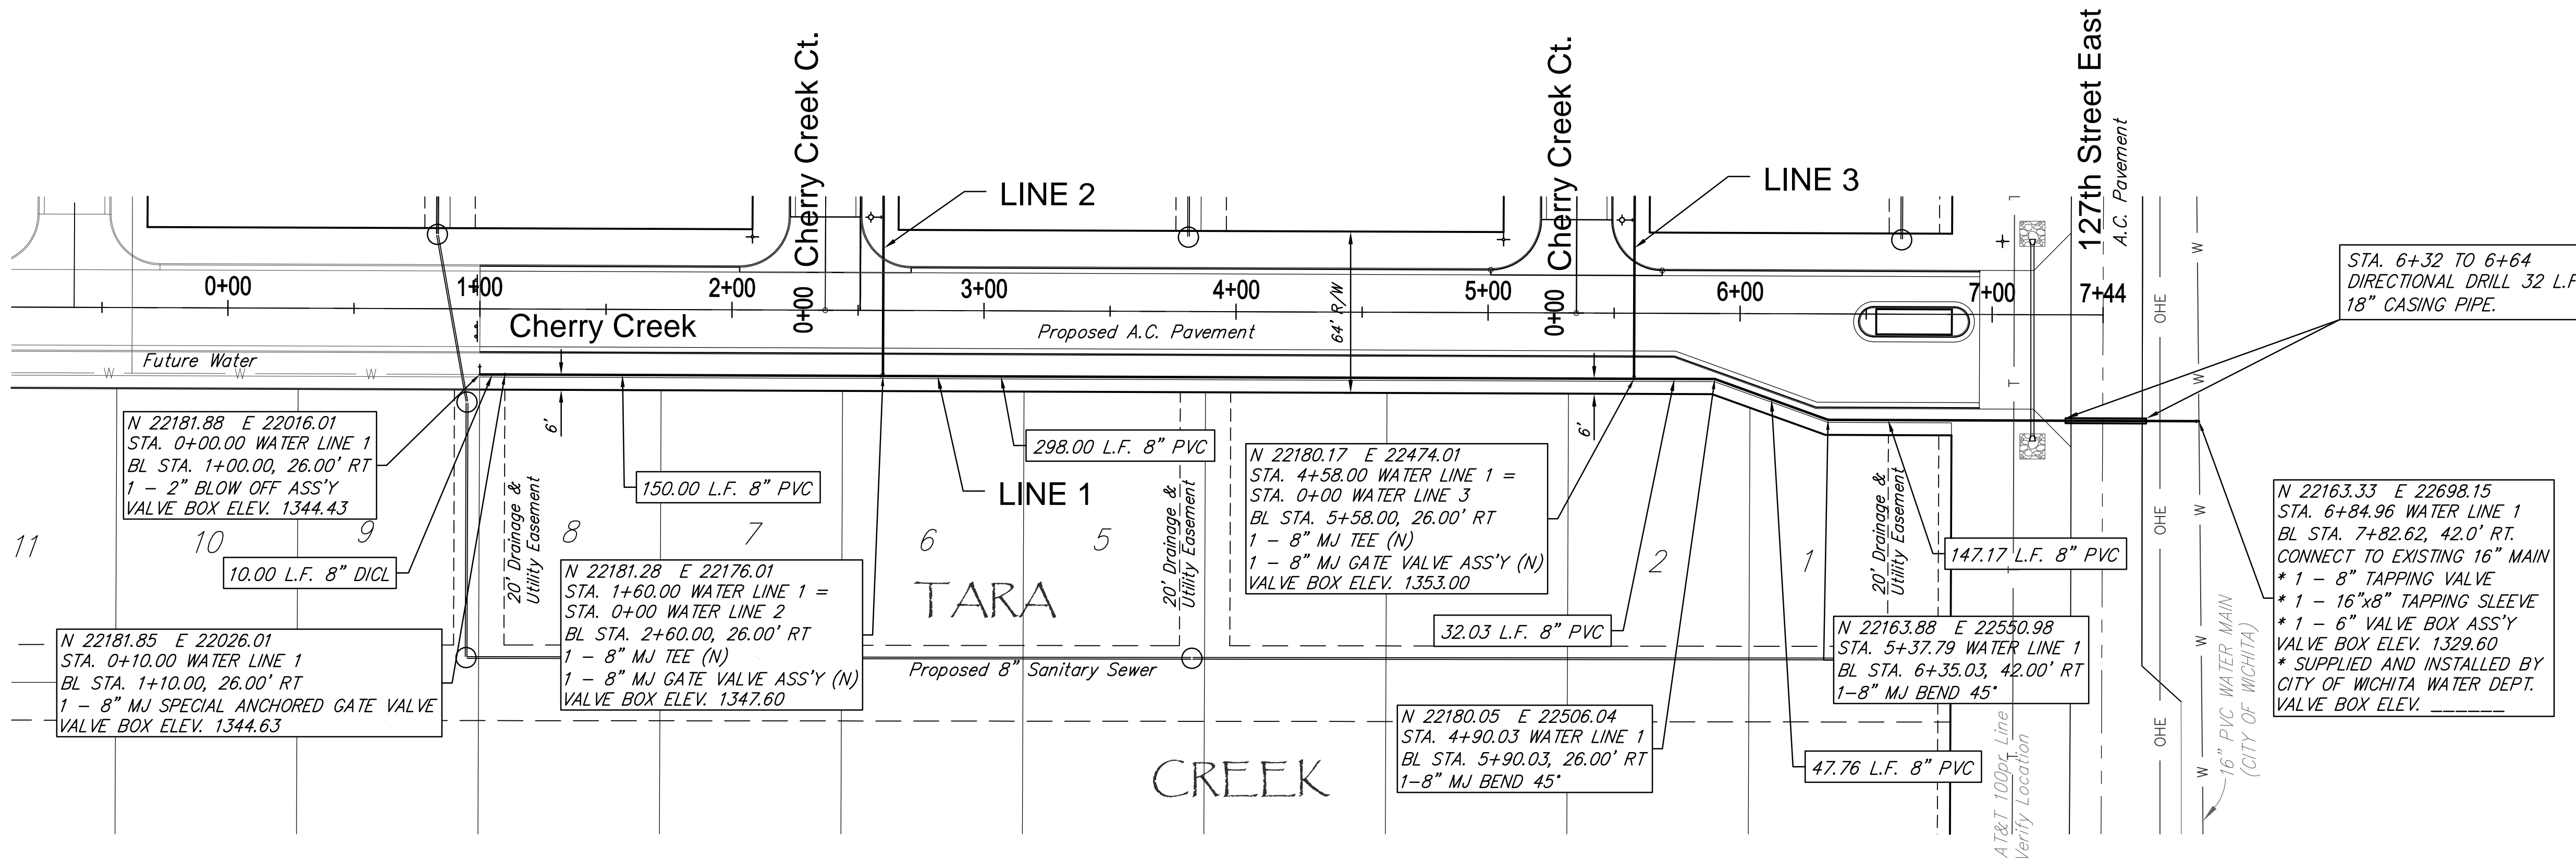 Cherry Creek Ct.
Cherry Creek Ct.
127th Street East
A.C. Pavement
LINE 2
LINE 3
0+00
1+00
2+00
3+00
4+00
5+00
6+00
7+00
7+44
0+00
0+00
64' R/W
Cherry Creek
Proposed A.C. Pavement
Future Water
W
W
W
T
T
T
OHE
OHE
OHE
W
W
W
W
W
STA. 6+32 TO 6+64
DIRECTIONAL DRILL 32 L.F
18" CASING PIPE.
N 22181.88 E 22016.01
STA. 0+00.00 WATER LINE 1
BL STA. 1+00.00, 26.00' RT
1 - 2" BLOW OFF ASS'Y
VALVE BOX ELEV. 1344.43
6'
6'
150.00 L.F. 8" PVC
298.00 L.F. 8" PVC
LINE 1
N 22180.17 E 22474.01
STA. 4+58.00 WATER LINE 1 =
STA. 0+00 WATER LINE 3
BL STA. 5+58.00, 26.00' RT
1 - 8" MJ TEE (N)
1 - 8" MJ GATE VALVE ASS'Y (N)
VALVE BOX ELEV. 1353.00
N 22163.33 E 22698.15
STA. 6+84.96 WATER LINE 1
BL STA. 7+82.62, 42.0' RT.
CONNECT TO EXISTING 16" MAIN
* 1 - 8" TAPPING VALVE
* 1 - 16"x8" TAPPING SLEEVE
* 1 - 6" VALVE BOX ASS'Y
VALVE BOX ELEV. 1329.60
* SUPPLIED AND INSTALLED BY
CITY OF WICHITA WATER DEPT.
VALVE BOX ELEV. ______
11
10
9
8
7
6
5
2
1
20' Drainage &
Utility Easement
20' Drainage &
Utility Easement
20' Drainage &
Utility Easement
10.00 L.F. 8" DICL
147.17 L.F. 8" PVC
N 22181.28 E 22176.01
STA. 1+60.00 WATER LINE 1 =
STA. 0+00 WATER LINE 2
BL STA. 2+60.00, 26.00' RT
1 - 8" MJ TEE (N)
1 - 8" MJ GATE VALVE ASS'Y (N)
VALVE BOX ELEV. 1347.60
TARA
32.03 L.F. 8" PVC
N 22163.88 E 22550.98
STA. 5+37.79 WATER LINE 1
BL STA. 6+35.03, 42.00' RT
1-8" MJ BEND 45°
N 22181.85 E 22026.01
STA. 0+10.00 WATER LINE 1
BL STA. 1+10.00, 26.00' RT
1 - 8" MJ SPECIAL ANCHORED GATE VALVE
VALVE BOX ELEV. 1344.63
Proposed 8" Sanitary Sewer
N 22180.05 E 22506.04
STA. 4+90.03 WATER LINE 1
BL STA. 5+90.03, 26.00' RT
1-8" MJ BEND 45°
CREEK
47.76 L.F. 8" PVC
AT&T 100pr Line
Verify Location
16" PVC WATER MAIN
(CITY OF WICHITA)